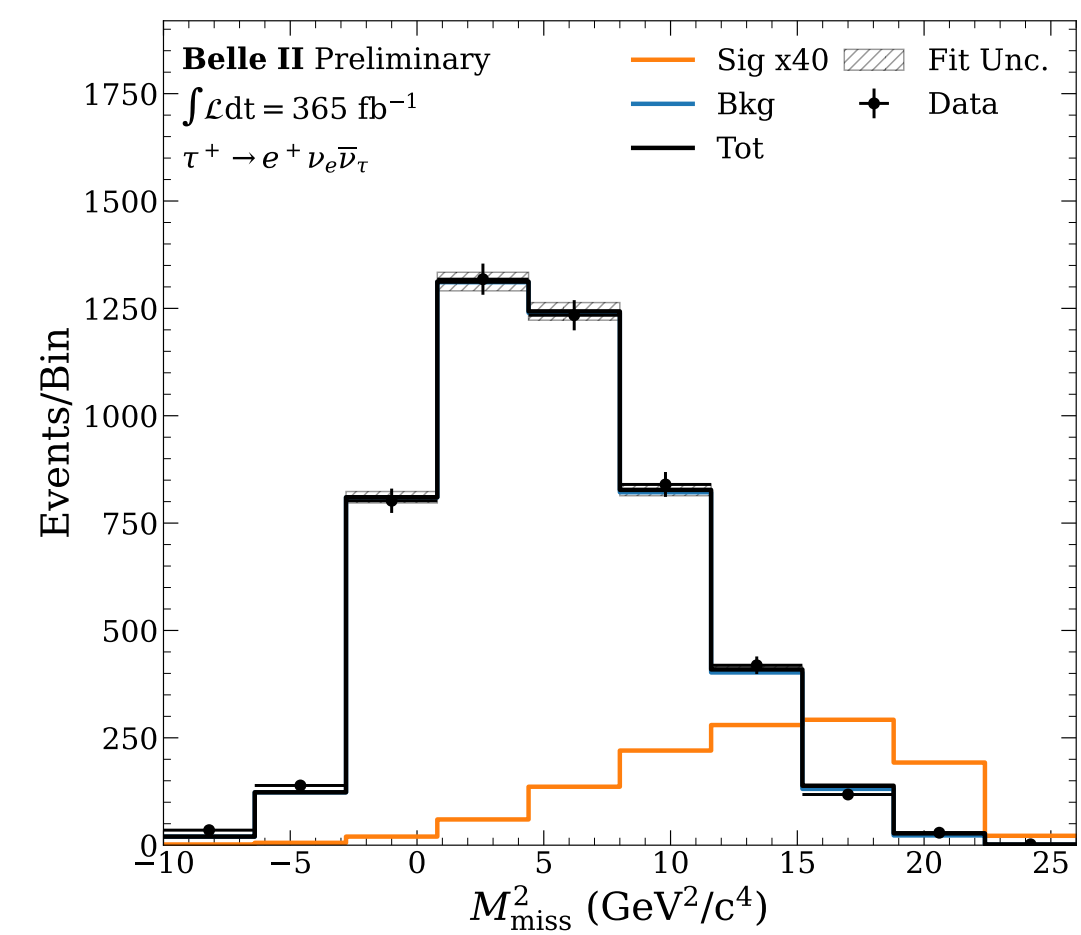 Belle II Preliminary
∫ℒdt = 365 fb⁻¹
τ⁺ → e⁺ νₑ ν̅_τ
Sig x40
Bkg
Tot
Fit Unc.
Data
Events/Bin
1750
1500
1250
1000
750
500
250
0
−10 −5 0 5 10 15 20 25
M²_miss (GeV²/c⁴)